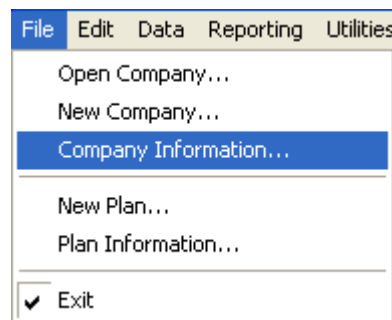 File Edit Data Reporting Utilities
Open Company...
New Company...
Company Information...
New Plan...
Plan Information...
Exit